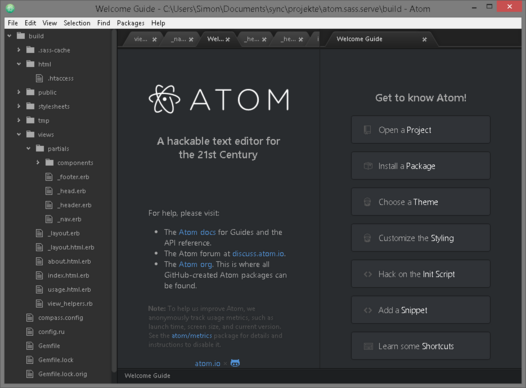 Welcome Guide - C:\Users\Simon\Documents\sync\projekte\atom.sass.serve\build - Atom
File Edit View Selection Find Packages Help
build
.sass-cache
html
.htaccess
public
stylesheets
tmp
views
partials
components
_footer.erb
_head.erb
_header.erb
_nav.erb
_layout.erb
_layout.html.erb
about.html.erb
index.html.erb
usage.html.erb
view_helpers.rb
compass.config
config.ru
Gemfile
Gemfile.lock
Gemfile.lock.orig
vie...
_na...
Wel...
_he...
_he...
Welcome Guide
ATOM
A hackable text editor for
the 21st Century
For help, please visit:
The Atom docs for Guides and the
API reference.
The Atom forum at discuss.atom.io.
The Atom org. This is where all
GitHub-created Atom packages can
be found.
Note: To help us improve Atom, we
anonymously track usage metrics, such as
launch time, screen size, and current version.
See the atom/metrics package for details and
instructions to disable it.
atom.io ×
Get to know Atom!
Open a Project
Install a Package
Choose a Theme
Customize the Styling
Hack on the Init Script
Add a Snippet
Learn some Shortcuts
Welcome Guide